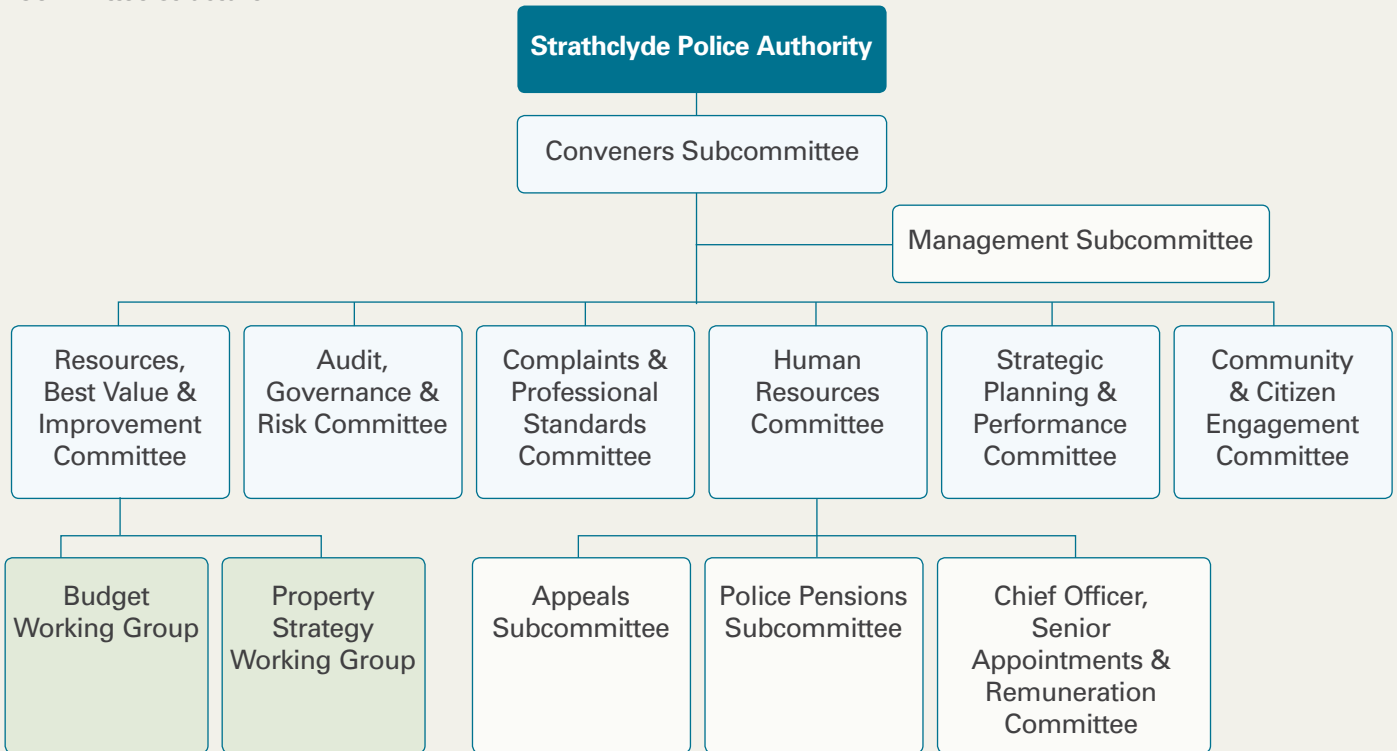 Strathclyde Police Authority
Conveners Subcommittee
Management Subcommittee
Resources,
Best Value &
Improvement
Committee
Audit,
Governance &
Risk Committee
Complaints &
Professional
Standards
Committee
Human
Resources
Committee
Strategic
Planning &
Performance
Committee
Community
& Citizen
Engagement
Committee
Budget
Working Group
Property
Strategy
Working Group
Appeals
Subcommittee
Police Pensions
Subcommittee
Chief Officer,
Senior
Appointments &
Remuneration
Committee